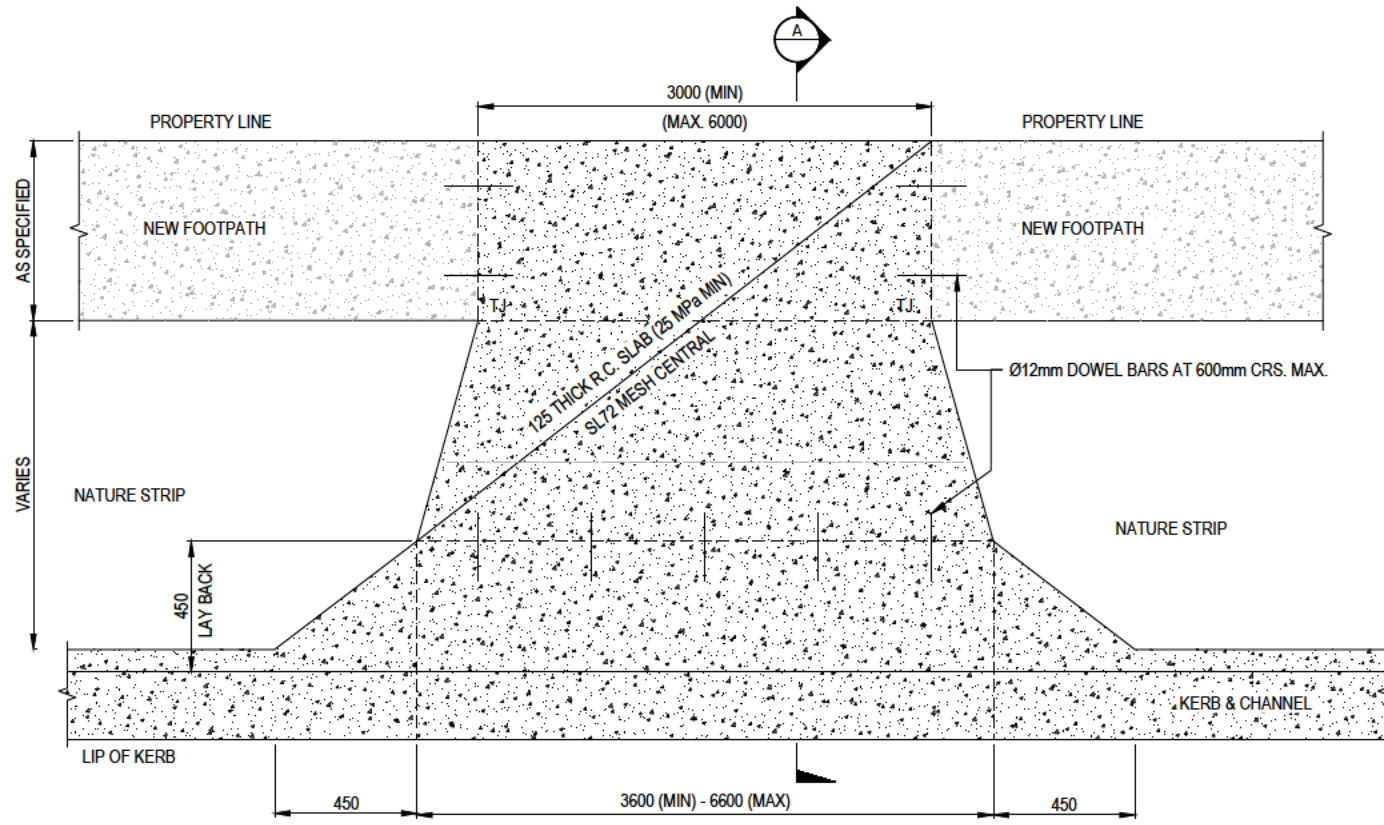 A
3000 (MIN)
(MAX. 6000)
PROPERTY LINE
PROPERTY LINE
AS SPECIFIED
NEW FOOTPATH
NEW FOOTPATH
T.J.
T.J.
125 THICK R.C. SLAB (25 MPa MIN)
SL72 MESH CENTRAL
Ø12mm DOWEL BARS AT 600mm CRS. MAX.
VARIES
NATURE STRIP
NATURE STRIP
450
LAY BACK
KERB & CHANNEL
LIP OF KERB
450
3600 (MIN) - 6600 (MAX)
450